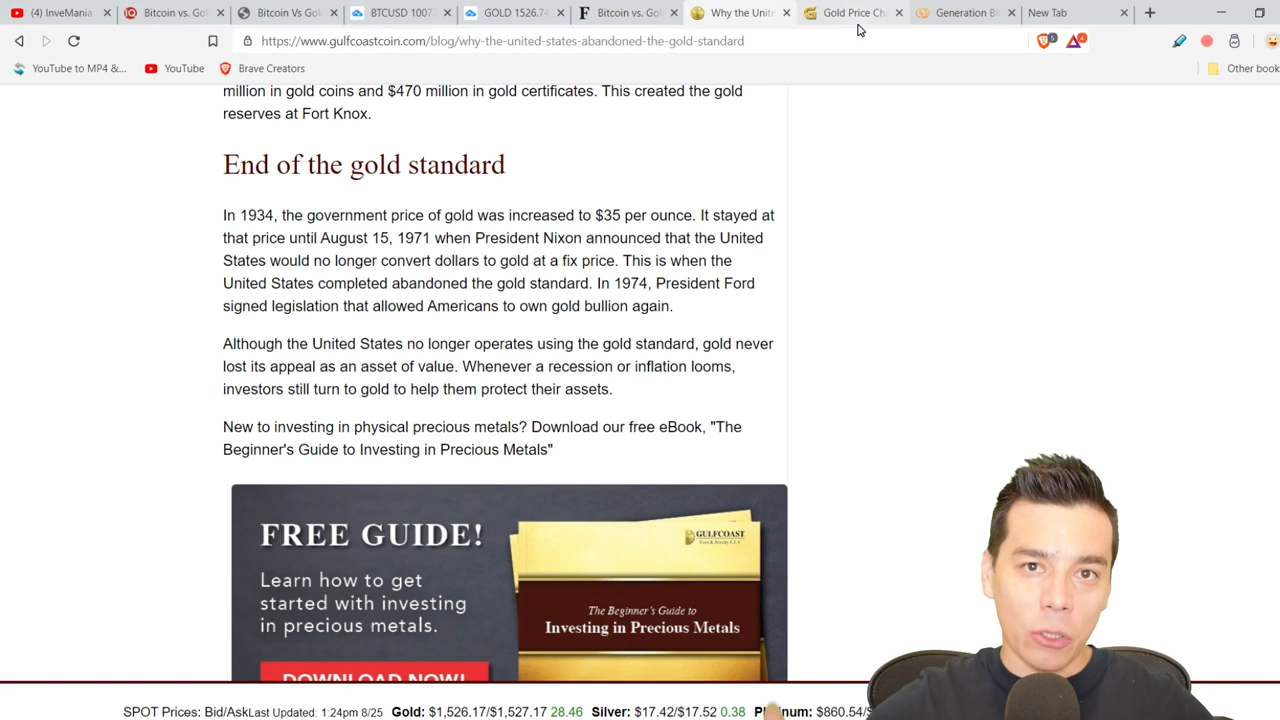 (4) InveMania
Bitcoin vs. G
Bitcoin Vs Go
BTCUSD 1007
GOLD 1526.74
Bitcoin vs. Go
Why the Unite
Gold Price Ch
Generation Bi
New Tab
https://www.gulfcoastcoin.com/blog/why-the-united-states-abandoned-the-gold-standard
5
4
YouTube to MP4 &...
YouTube
Brave Creators
Other book
million in gold coins and $470 million in gold certificates. This created the gold
reserves at Fort Knox.
End of the gold standard
In 1934, the government price of gold was increased to $35 per ounce. It stayed at
that price until August 15, 1971 when President Nixon announced that the United
States would no longer convert dollars to gold at a fix price. This is when the
United States completed abandoned the gold standard. In 1974, President Ford
signed legislation that allowed Americans to own gold bullion again.
Although the United States no longer operates using the gold standard, gold never
lost its appeal as an asset of value. Whenever a recession or inflation looms,
investors still turn to gold to help them protect their assets.
New to investing in physical precious metals? Download our free eBook, "The
Beginner's Guide to Investing in Precious Metals"
FREE GUIDE!
Learn how to get
started with investing
in precious metals.
DOWNLOAD NOW!
GULFCOAST
The Beginner's Guide to
Investing in Precious Metals
SPOT Prices: Bid/AskLast Updated: 1:24pm 8/25 Gold: $1,526.17/$1,527.17 28.46 Silver: $17.42/$17.52 0.38 Platinum: $860.54/